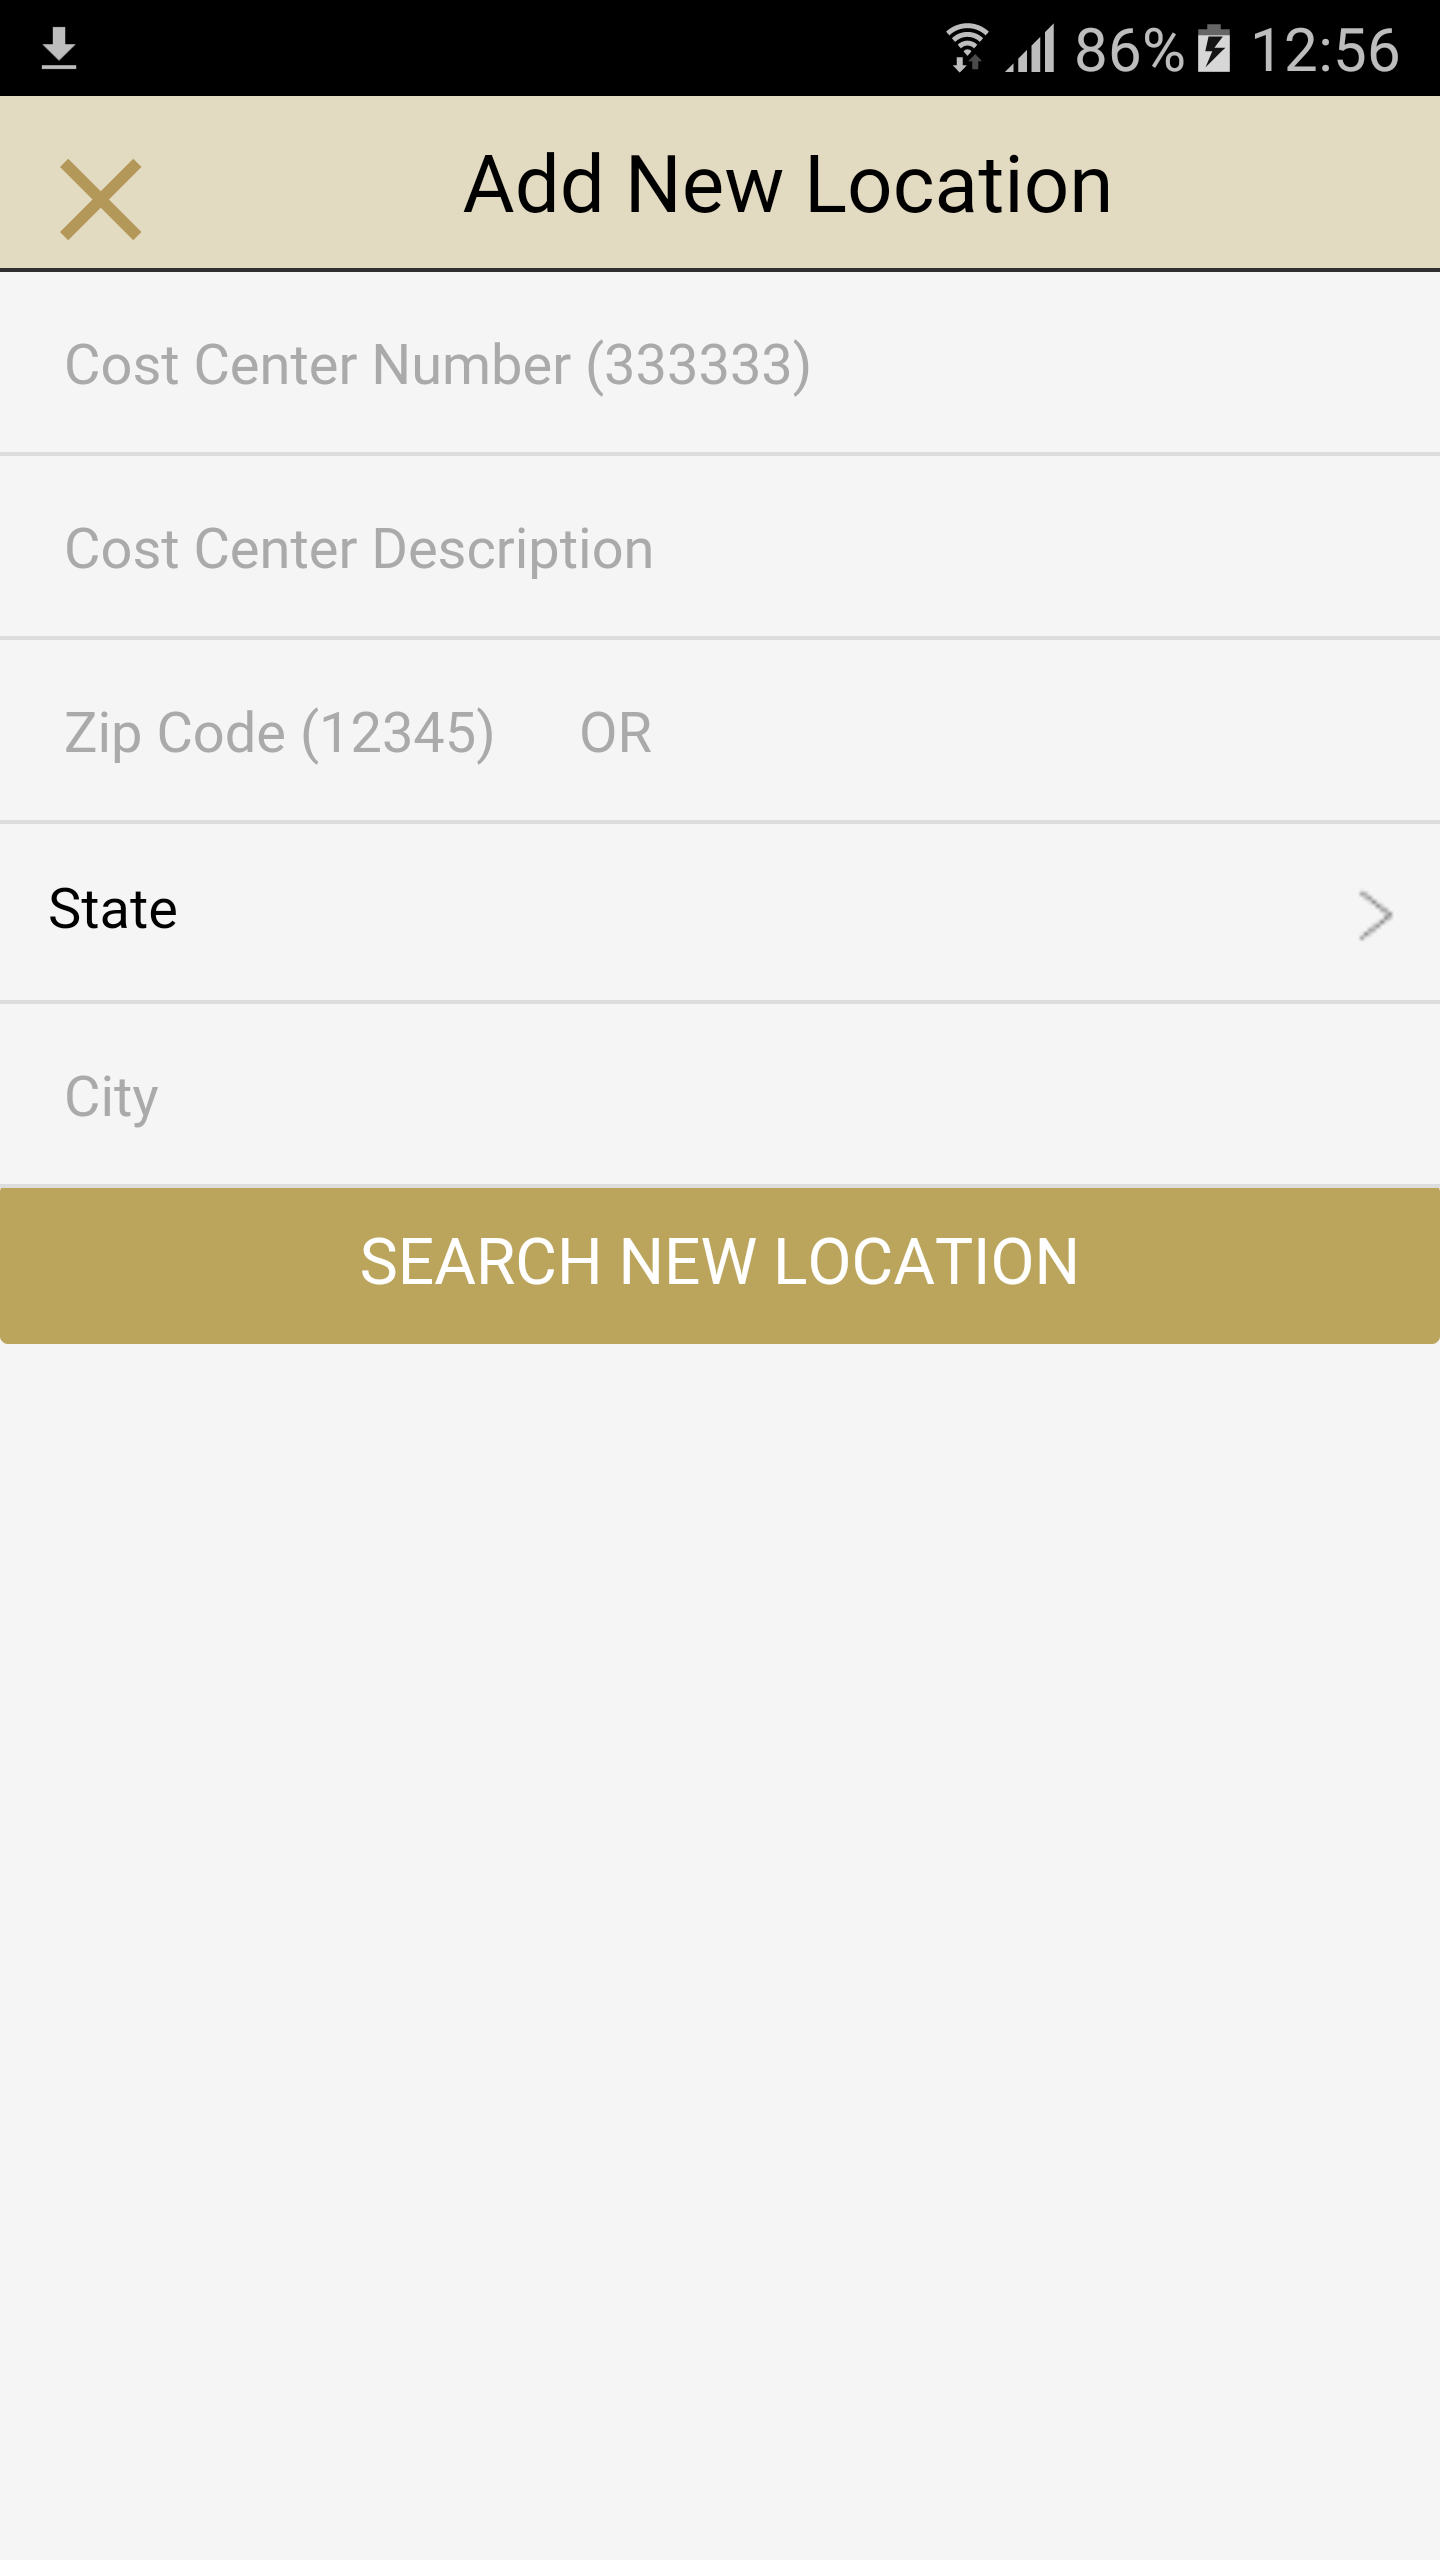 86% 12:56
Add New Location
Cost Center Number (333333)
Cost Center Description
Zip Code (12345) OR
State
City
SEARCH NEW LOCATION